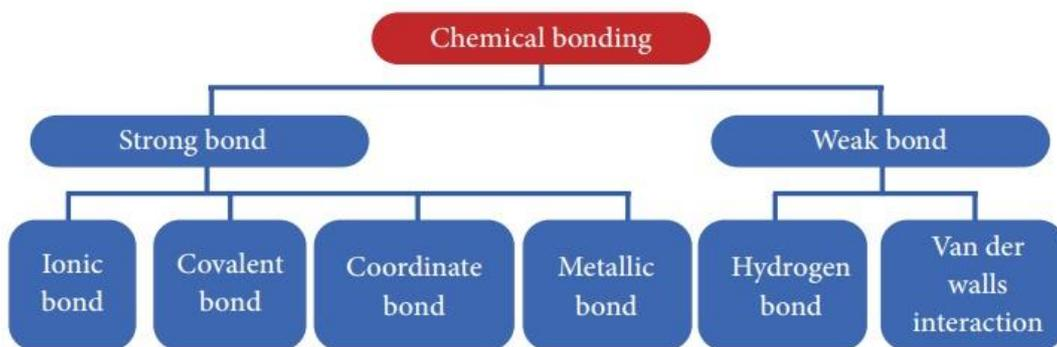 Chemical bonding
Strong bond
Weak bond
Ionic
bond
Covalent
bond
Coordinate
bond
Metallic
bond
Hydrogen
bond
Van der
walls
interaction